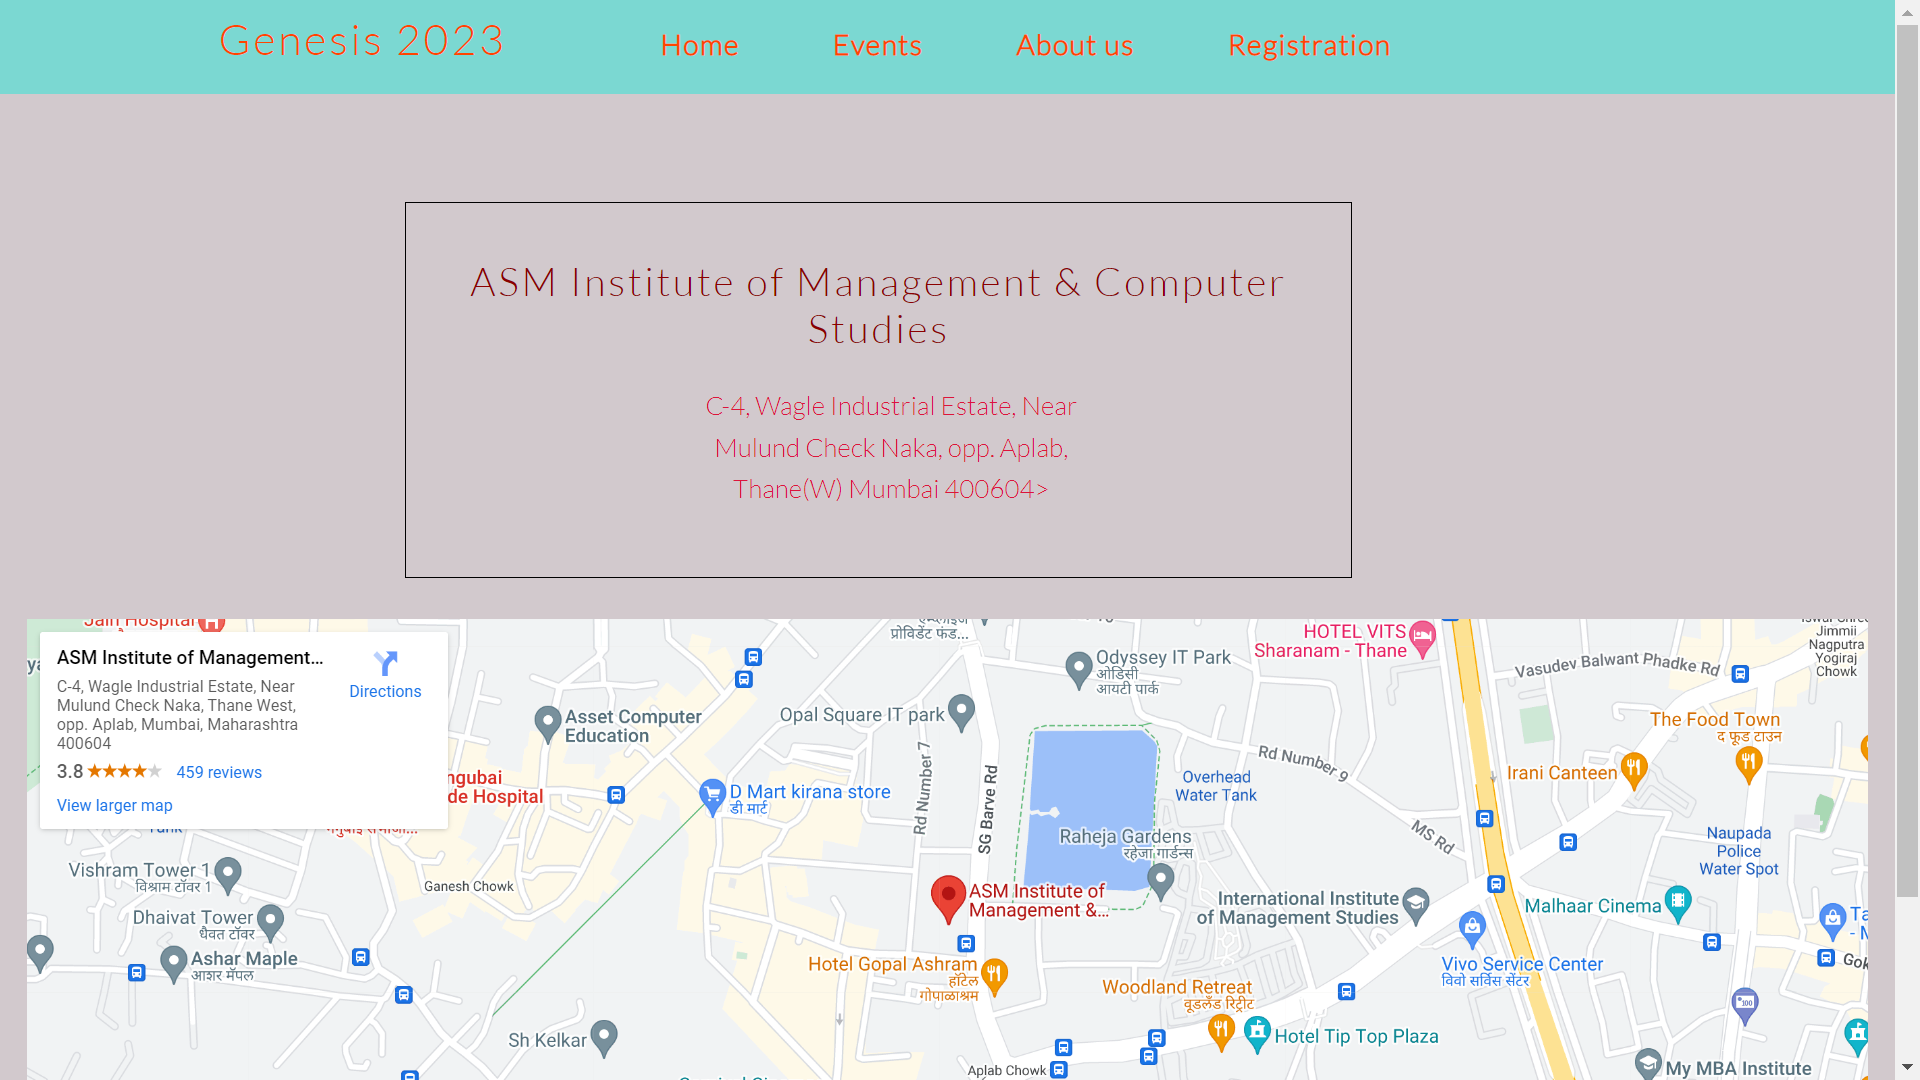 Genesis 2023
Home
Events
About us
Registration
ASM Institute of Management & Computer
Studies
C-4, Wagle Industrial Estate, Near
Mulund Check Naka, opp. Aplab,
Thane(W) Mumbai 400604>
Jain Hospital
ASM Institute of Management...
Directions
C-4, Wagle Industrial Estate, Near
Mulund Check Naka, Thane West,
opp. Aplab, Mumbai, Maharashtra
400604
3.8
459 reviews
View larger map
प्रोविडेंट फंड...
Odyssey IT Park
ओडिसी
आयटी पार्क
HOTEL VITS
Sharanam - Thane
Vasudev Balwant Phadke Rd
Jimmii
Nagputra
Yogiraj
Chowk
Asset Computer
Education
Opal Square IT park
The Food Town
द फूड टाउन
Rd Number 7
SG Barve Rd
Rd Number 9
Overhead
Water Tank
Irani Canteen
ngubai
de Hospital
D Mart kirana store
डी मार्ट
MS Rd
Raheja Gardens
रहेजा गार्डन्स
Naupada
Police
Water Spot
Vishram Tower 1
विश्राम टॉवर 1
Ganesh Chowk
ASM Institute of
Management &...
International Institute
of Management Studies
Malhaar Cinema
Dhaivat Tower
धैवत टॉवर
Ashar Maple
आशर मॅपल
Hotel Gopal Ashram
हॉटेल
गोपाळाश्रम
Vivo Service Center
विवो सर्विस सेंटर
Gok
Woodland Retreat
वूडलँड रिट्रीट
100
Sh Kelkar
Hotel Tip Top Plaza
Aplab Chowk
My MBA Institute